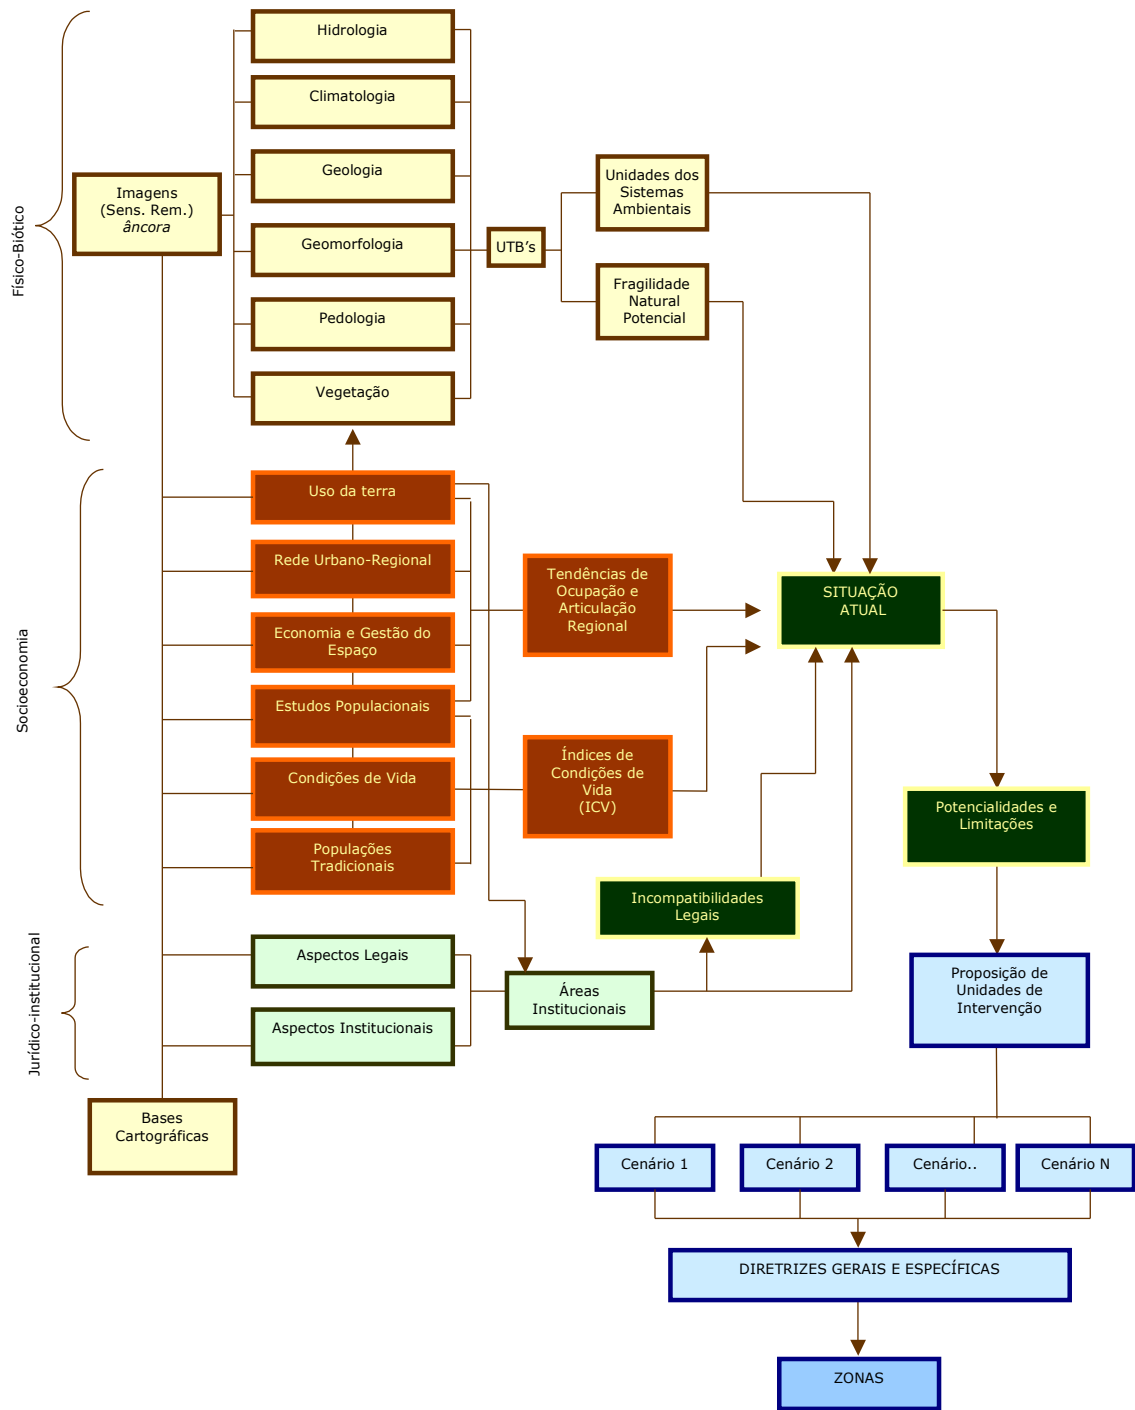 Físico-Biótico
Imagens
(Sens. Rem.)
âncora
Hidrologia
Climatologia
Geologia
Geomorfologia
Pedologia
Vegetação
UTB’s
Unidades dos
Sistemas
Ambientais
Fragilidade
Natural
Potencial
Socioeconomia
Uso da terra
Rede Urbano-Regional
Economia e Gestão do
Espaço
Estudos Populacionais
Condições de Vida
Populações
Tradicionais
Tendências de
Ocupação e
Articulação
Regional
Índices de
Condições de
Vida
(ICV)
SITUAÇÃO
ATUAL
Potencialidades e
Limitações
Incompatibilidades
Legais
Jurídico-institucional
Aspectos Legais
Aspectos Institucionais
Áreas
Institucionais
Bases
Cartográficas
Proposição de
Unidades de
Intervenção
Cenário 1
Cenário 2
Cenário..
Cenário N
DIRETRIZES GERAIS E ESPECÍFICAS
ZONAS